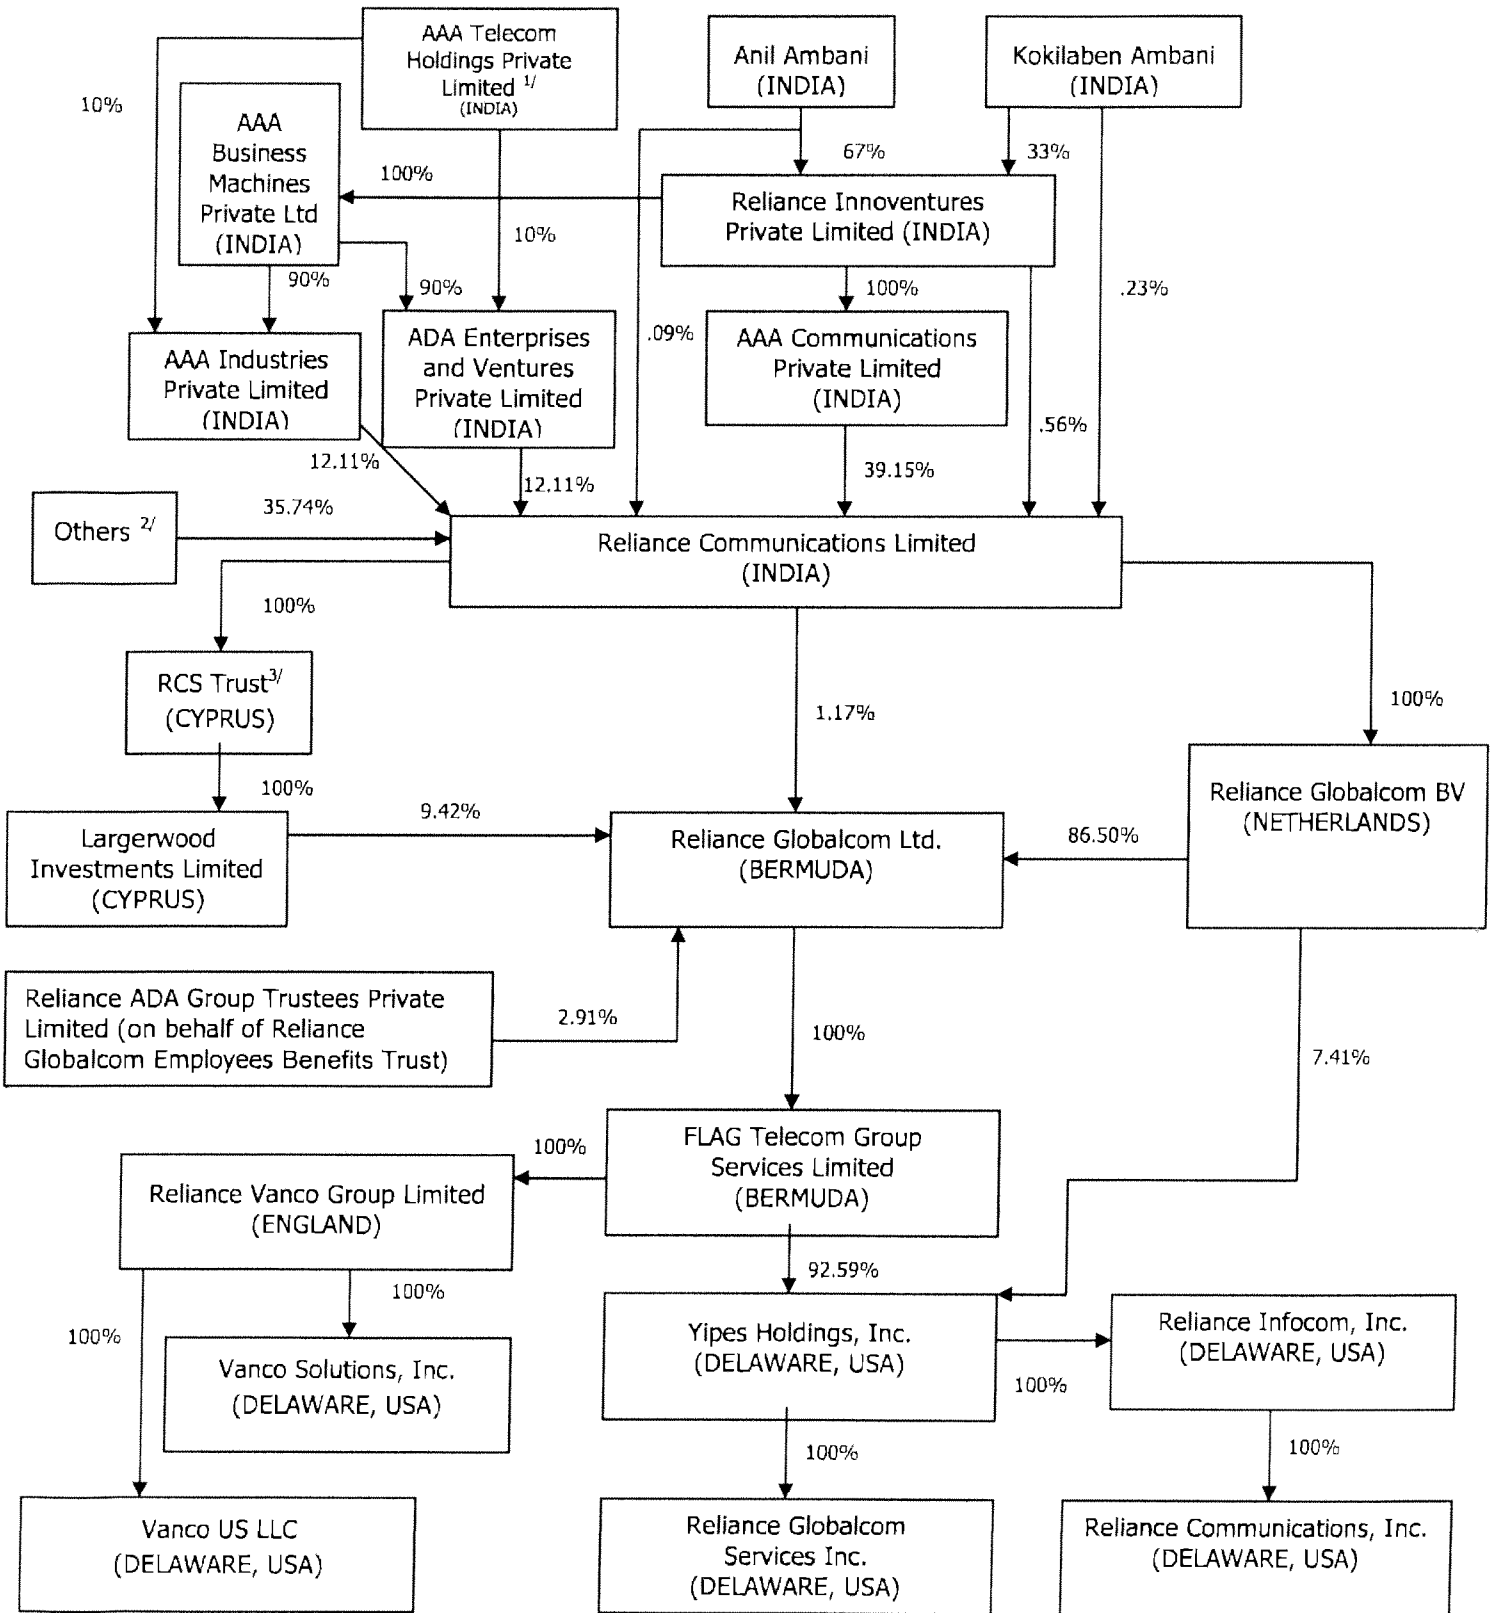 AAA Telecom
Holdings Private
Limited 1/
(INDIA)
Anil Ambani
(INDIA)
Kokilaben Ambani
(INDIA)
10%
AAA
Business
Machines
Private Ltd
(INDIA)
100%
67%
33%
Reliance Innoventures
Private Limited (INDIA)
10%
90%
90%
100%
.23%
.09%
AAA Industries
Private Limited
(INDIA)
ADA Enterprises
and Ventures
Private Limited
(INDIA)
AAA Communications
Private Limited
(INDIA)
.56%
12.11%
12.11%
39.15%
Others 2/
35.74%
Reliance Communications Limited
(INDIA)
100%
RCS Trust3/
(CYPRUS)
1.17%
100%
100%
Largerwood
Investments Limited
(CYPRUS)
9.42%
Reliance Globalcom Ltd.
(BERMUDA)
86.50%
Reliance Globalcom BV
(NETHERLANDS)
Reliance ADA Group Trustees Private
Limited (on behalf of Reliance
Globalcom Employees Benefits Trust)
2.91%
100%
7.41%
FLAG Telecom Group
Services Limited
(BERMUDA)
100%
Reliance Vanco Group Limited
(ENGLAND)
92.59%
100%
100%
Vanco Solutions, Inc.
(DELAWARE, USA)
Yipes Holdings, Inc.
(DELAWARE, USA)
100%
Reliance Infocom, Inc.
(DELAWARE, USA)
100%
100%
Vanco US LLC
(DELAWARE, USA)
Reliance Globalcom
Services Inc.
(DELAWARE, USA)
Reliance Communications, Inc.
(DELAWARE, USA)